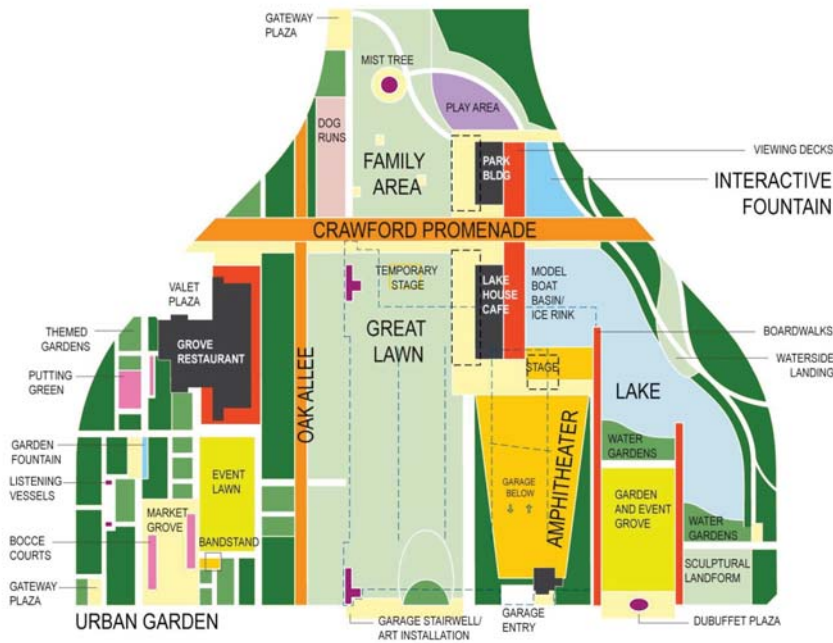 GATEWAY
PLAZA
MIST TREE
PLAY AREA
DOG
RUNS
FAMILY
AREA
PARK
BLDG
VIEWING DECKS
INTERACTIVE
FOUNTAIN
CRAWFORD PROMENADE
VALET
PLAZA
TEMPORARY
STAGE
LAKE
HOUSE
CAFE
MODEL
BOAT
BASIN/
ICE RINK
THEMED
GARDENS
GROVE
RESTAURANT
GREAT
LAWN
BOARDWALKS
PUTTING
GREEN
OAK ALLEE
STAGE
WATERSIDE
LANDING
LAKE
GARDEN
FOUNTAIN
WATER
GARDENS
LISTENING
VESSELS
EVENT
LAWN
GARAGE
BELOW
AMPHITHEATER
GARDEN
AND EVENT
GROVE
MARKET
GROVE
WATER
GARDENS
BOCCE
COURTS
BANDSTAND
SCULPTURAL
LANDFORM
GATEWAY
PLAZA
URBAN GARDEN
GARAGE STAIRWELL/
ART INSTALLATION
GARAGE
ENTRY
DUBUFFET PLAZA